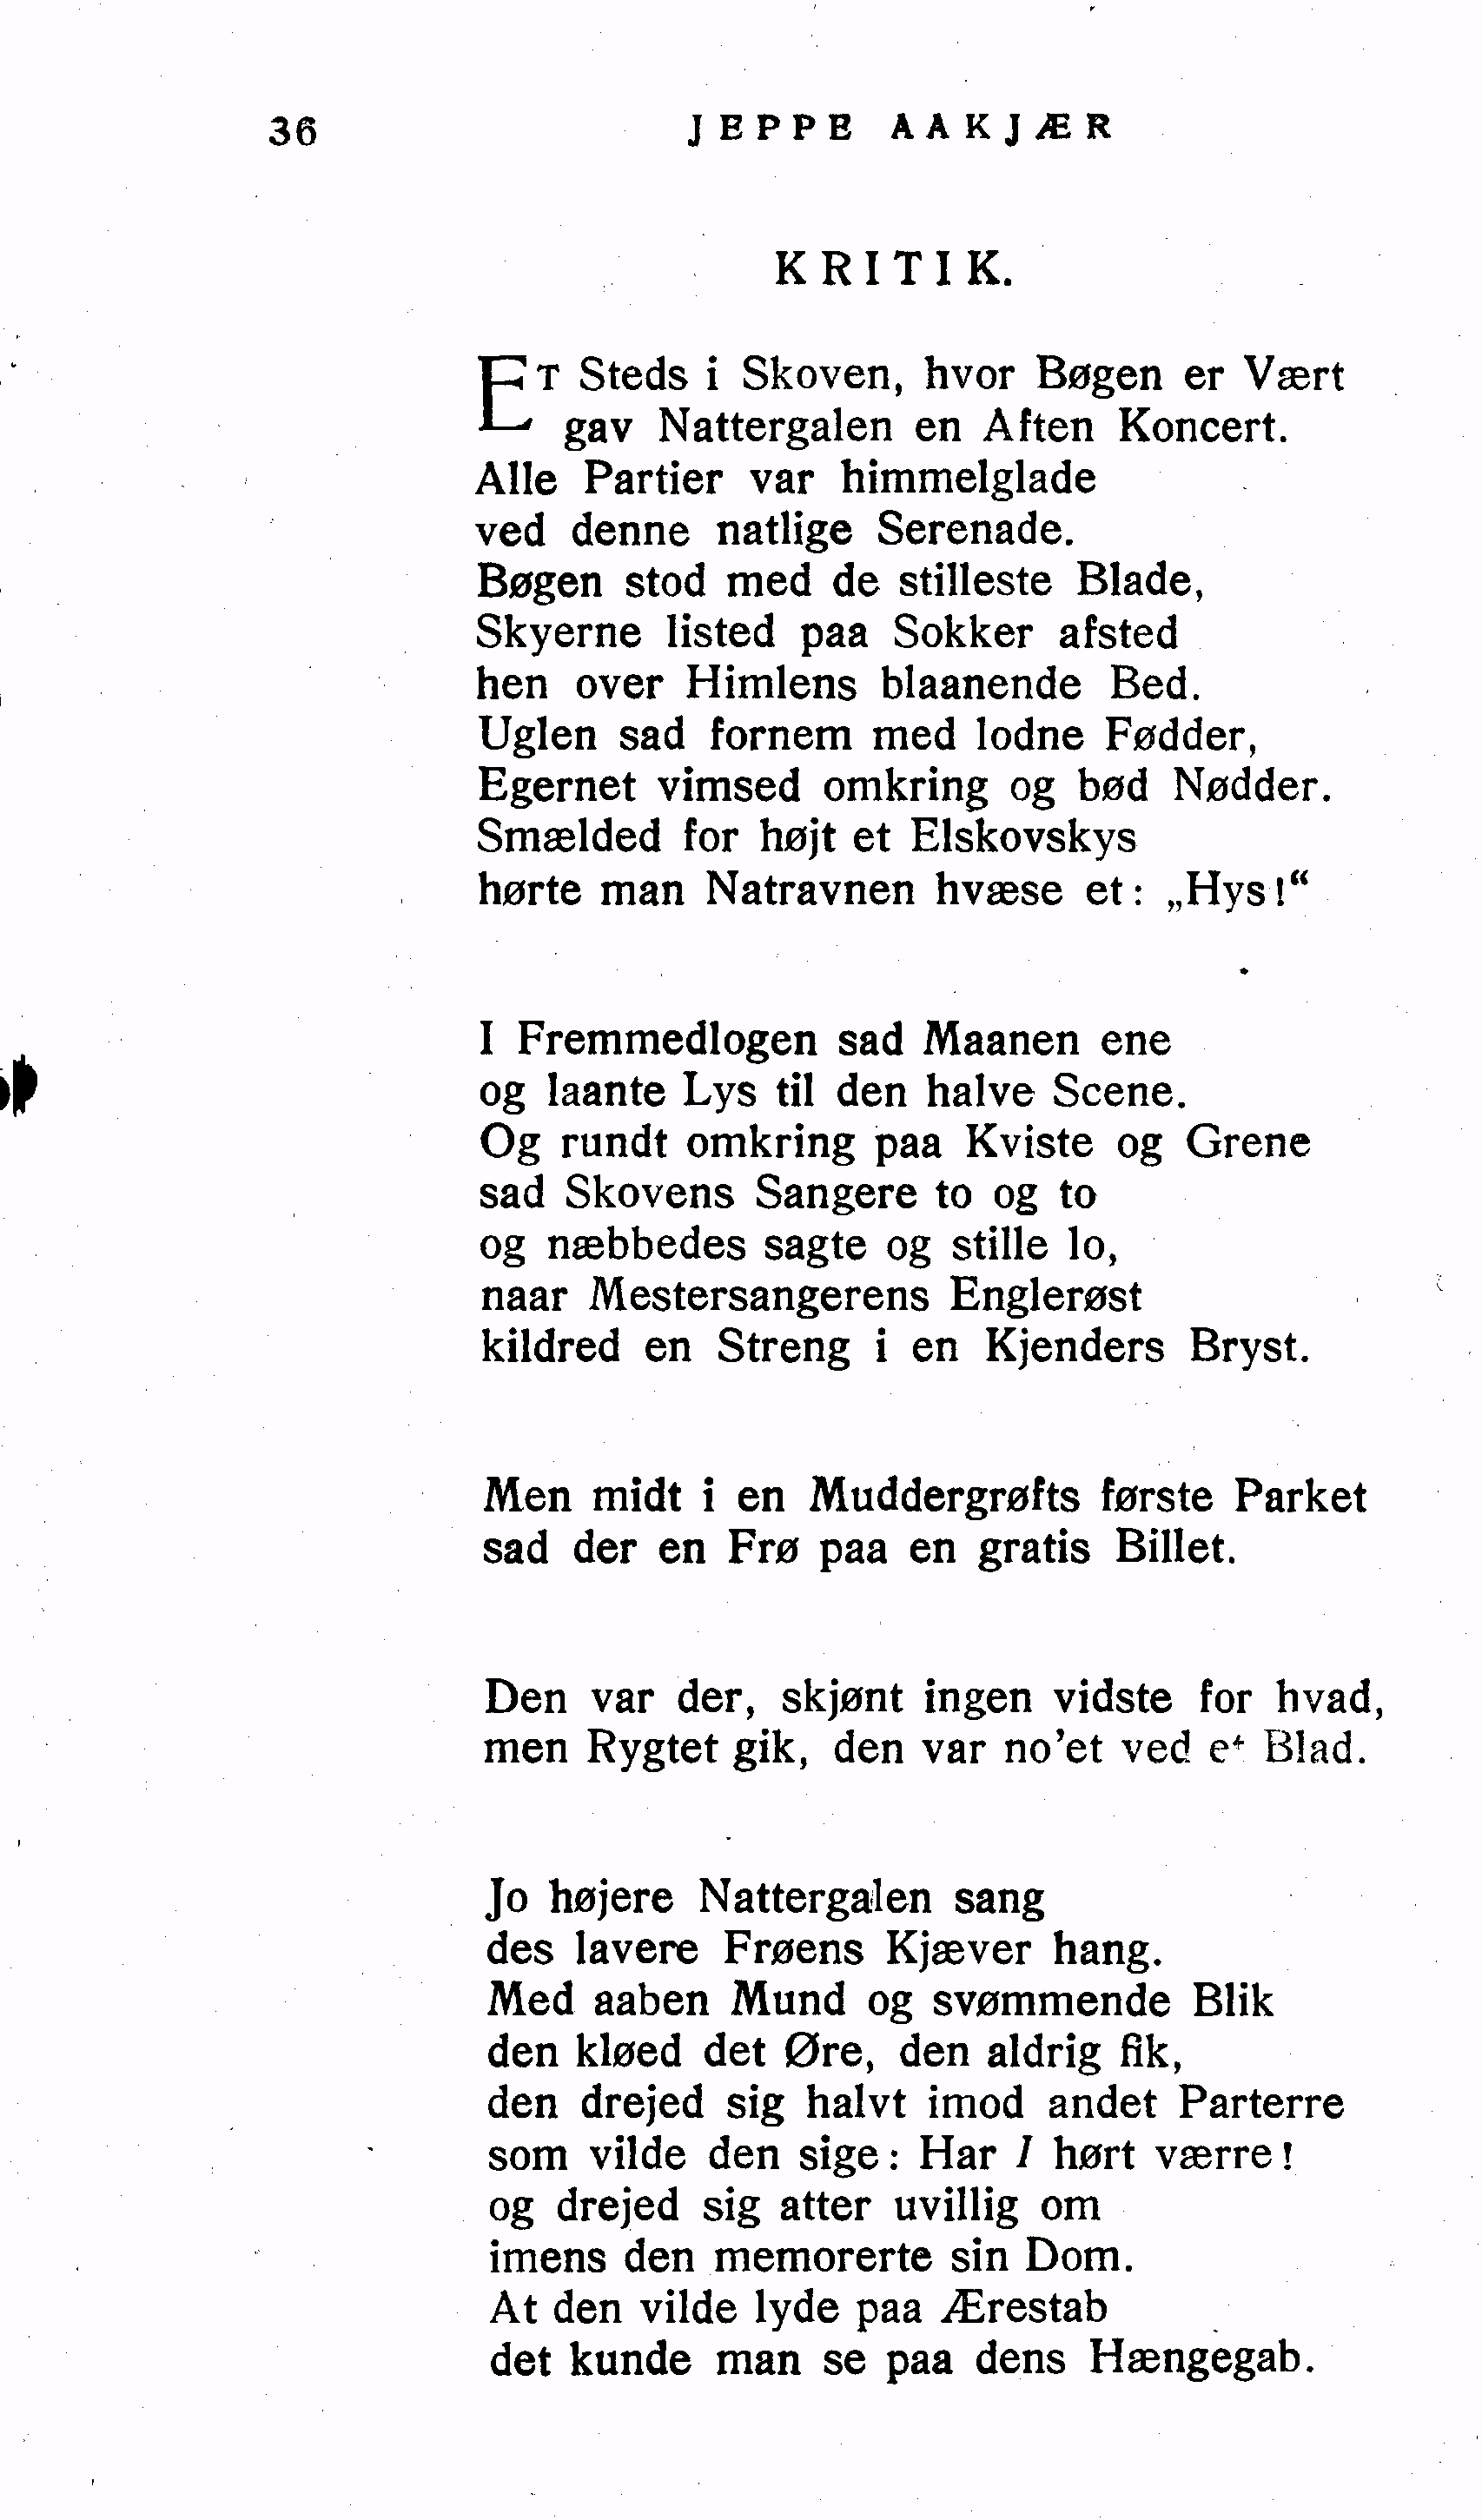 36 JEPPE AAKJÆR
KRITIK.
ET Steds i Skoven, hvor Bøgen er Vært
gav Nattergalen en Aften Koncert.
Alle Partier var himmelglade
ved denne natlige Serenade.
Bøgen stod med de stilleste Blade,
Skyerne listed paa Sokker afsted
hen over Himlens blaanende Bed.
Uglen sad fornem med lodne Fødder,
Egernet vimsed omkring og bød Nødder.
Smælded for højt et Elskovskys
hørte man Natravnen hvæse et: „Hys!“
I Fremmedlogen sad Maanen ene
og laante Lys til den halve Scene.
Og rundt omkring paa Kviste og Grene
sad Skovens Sangere to og to
og næbbedes sagte og stille lo,
naar Mestersangerens Englerøst
kildred en Streng i en Kjenders Bryst.
Men midt i en Muddergrøfts første Parket
sad der en Frø paa en gratis Billet.
Den var der, skjønt ingen vidste for hvad,
men Rygtet gik, den var no'et ved et Blad.
Jo højere Nattergalen sang
des lavere Frøens Kjæver hang.
Med aaben Mund og svømmende Blik
den kløed det Øre, den aldrig fik,
den drejed sig halvt imod andet Parterre
som vilde den sige: Har I hørt værre!
og drejed sig atter uvillig om
imens den memorerte sin Dom.
At den vilde lyde paa Ærestab
det kunde man se paa dens Hængegab.